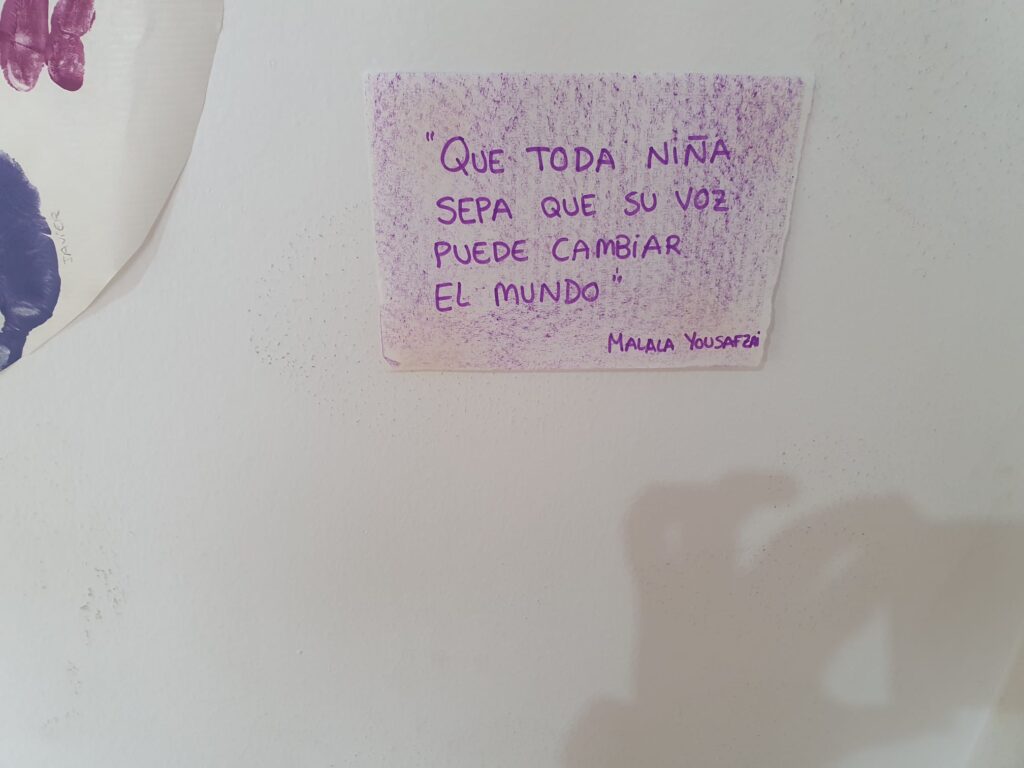 "QUE TODA NIÑA
SEPA QUE SU VOZ
PUEDE CAMBIAR
EL MUNDO"
MALALA YOUSAFZAI
JAVIER